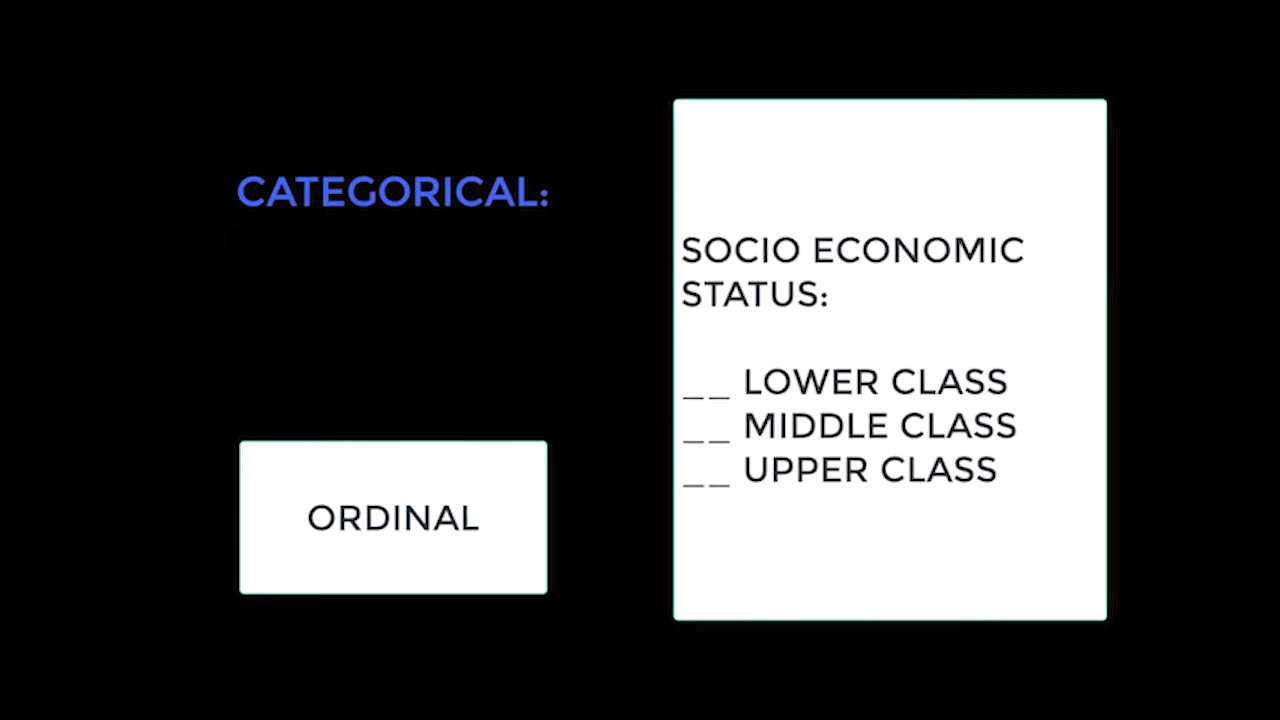 CATEGORICAL:
ORDINAL
SOCIO ECONOMIC
STATUS:
__ LOWER CLASS
__ MIDDLE CLASS
__ UPPER CLASS